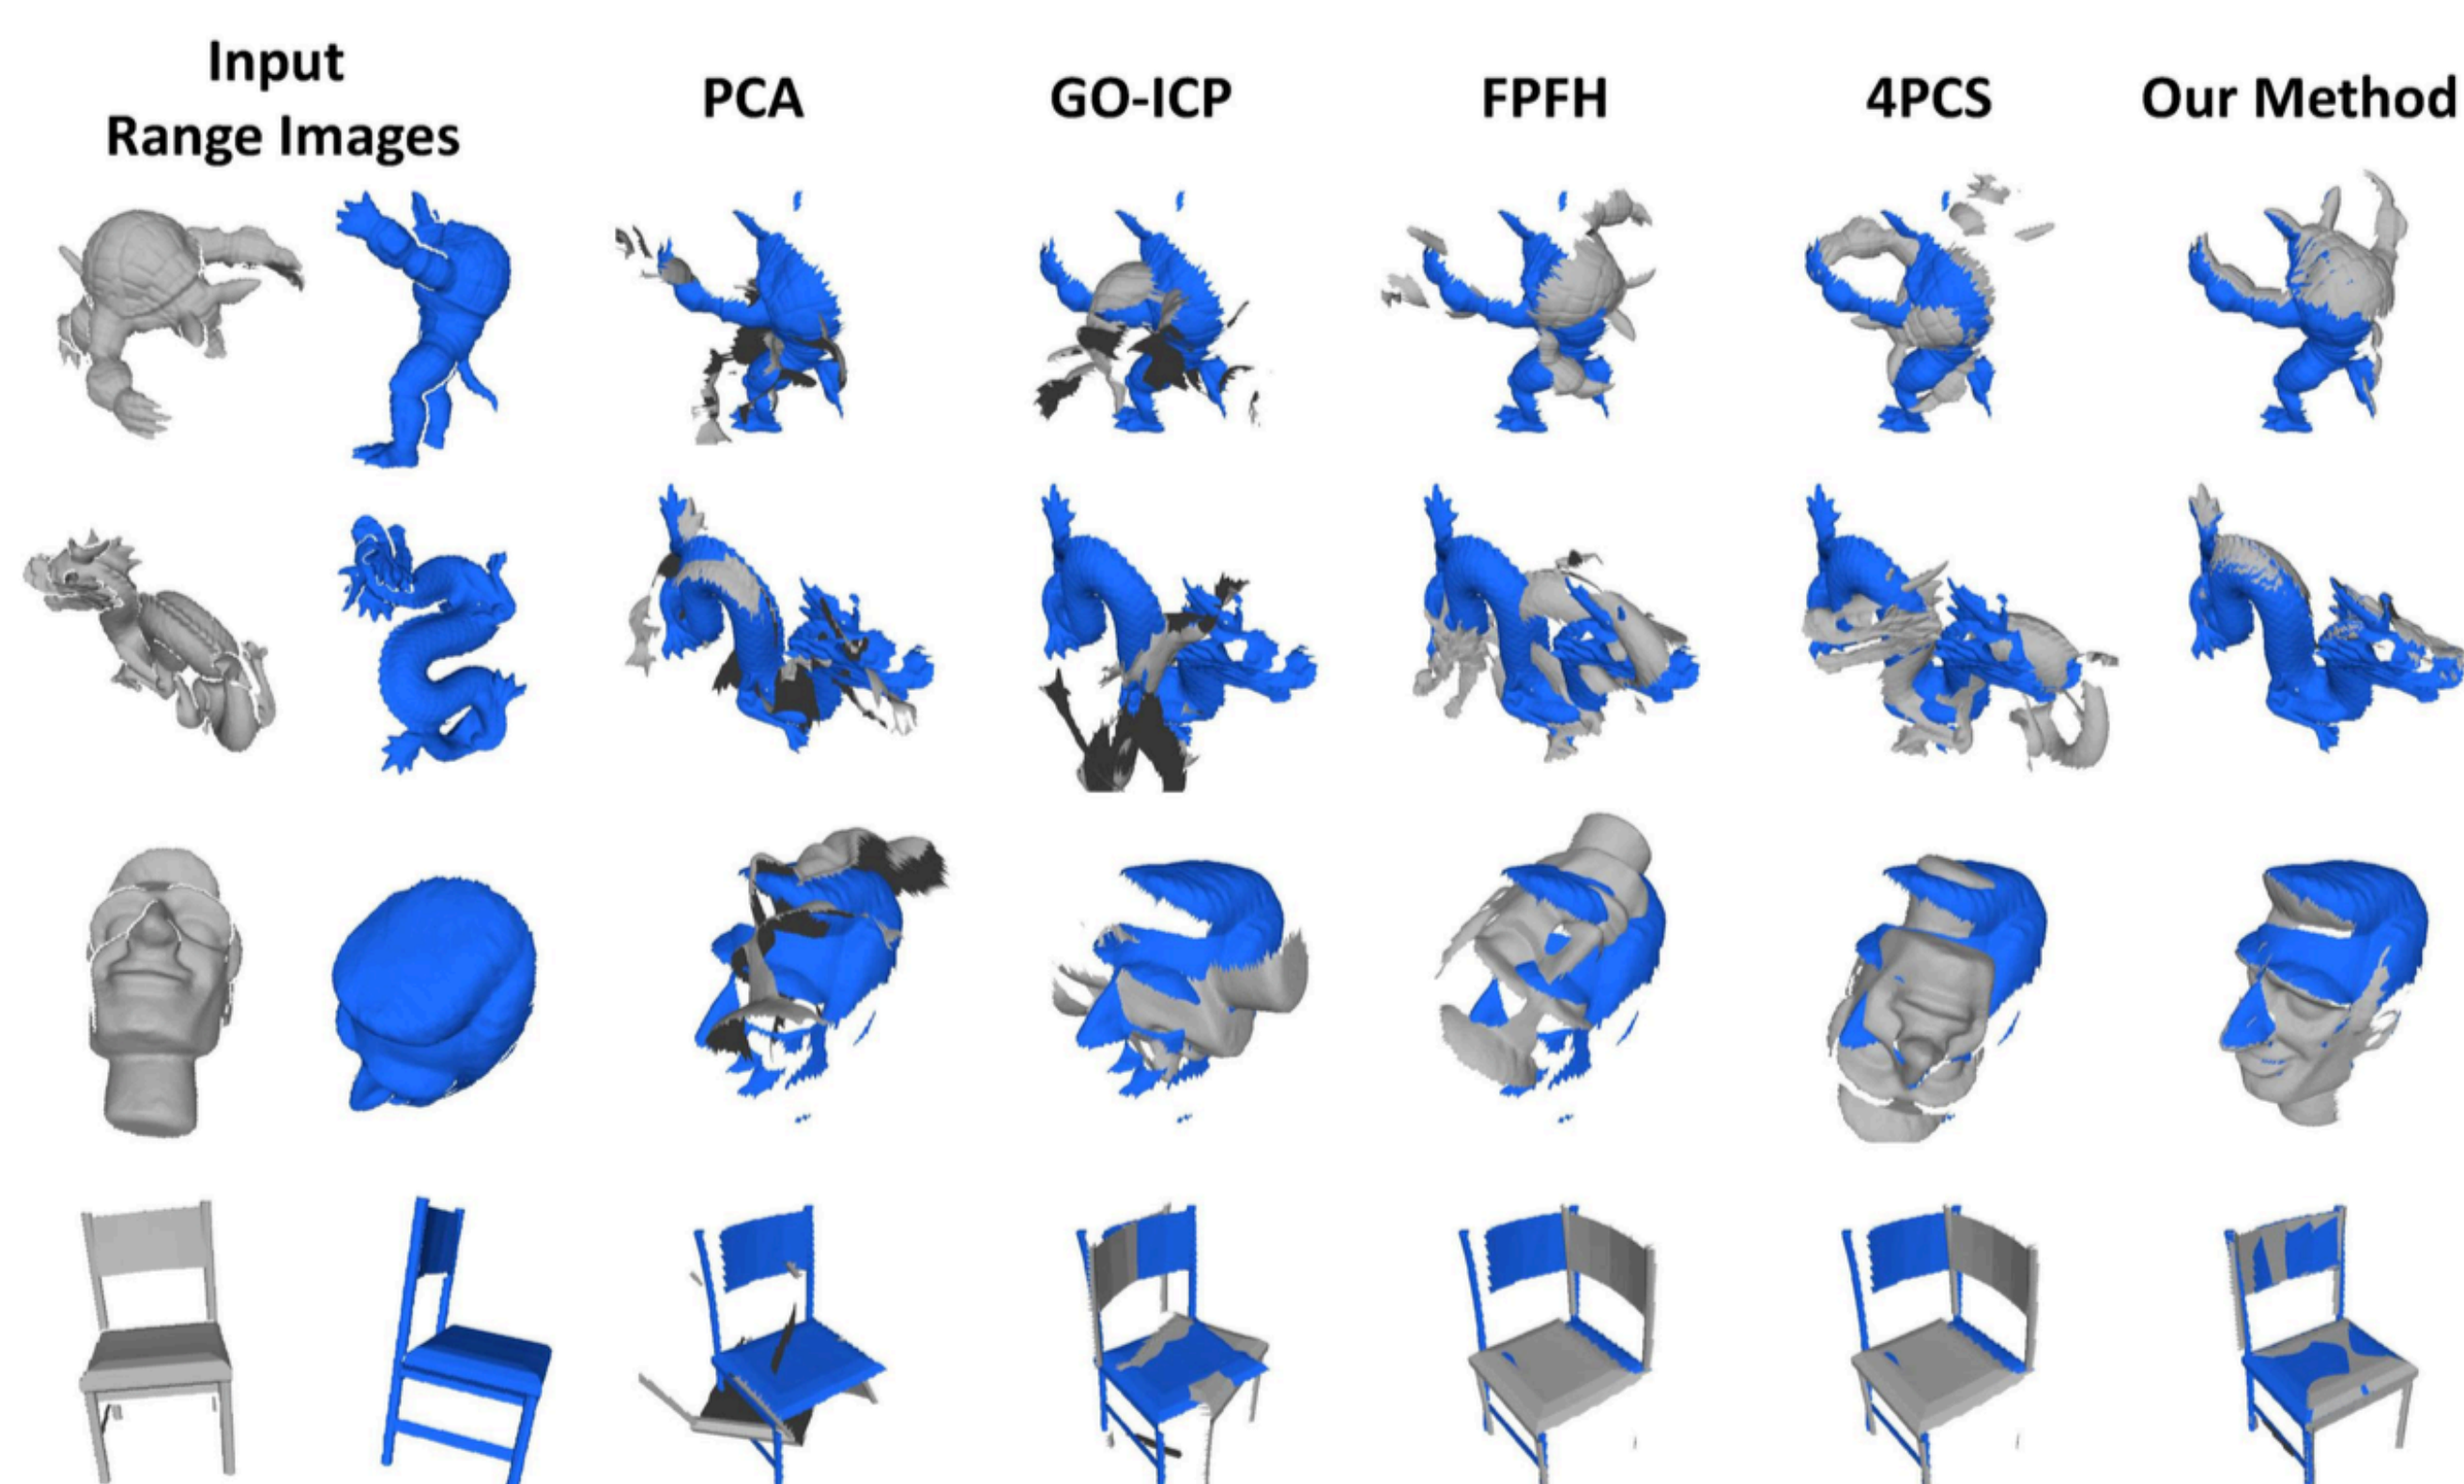 Input
Range Images
PCA
GO-ICP
FPFH
4PCS
Our Method